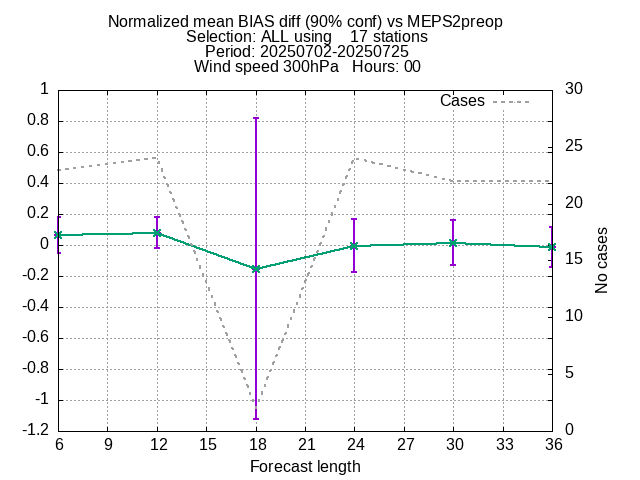 Normalized mean BIAS diff (90% conf) vs MEPS2preop
Selection: ALL using    17 stations
Period: 20250702-20250725
Wind speed 300hPa   Hours: 00
Cases
1
0.8
0.6
0.4
0.2
0
-0.2
-0.4
-0.6
-0.8
-1
-1.2
30
25
20
15
10
5
0
No cases
6 9 12 15 18 21 24 27 30 33 36
Forecast length